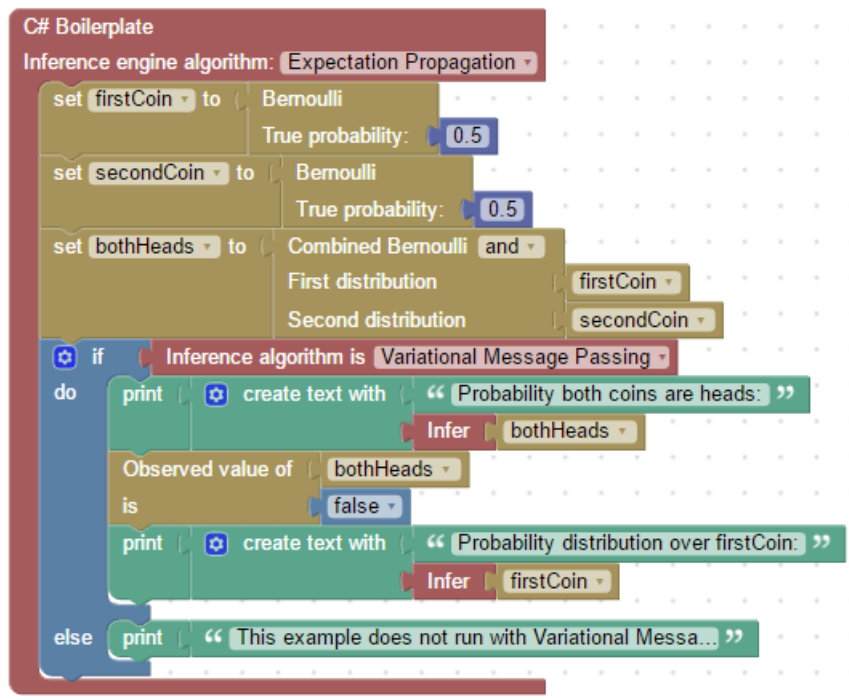 C# Boilerplate
Inference engine algorithm: Expectation Propagation
set firstCoin to Bernoulli
True probability: 0.5
set secondCoin to Bernoulli
True probability: 0.5
set bothHeads to Combined Bernoulli and
First distribution firstCoin
Second distribution secondCoin
if Inference algorithm is Variational Message Passing
do print create text with “ Probability both coins are heads: ”
Infer bothHeads
Observed value of bothHeads
is false
print create text with “ Probability distribution over firstCoin: ”
Infer firstCoin
else print “ This example does not run with Variational Messa... ”